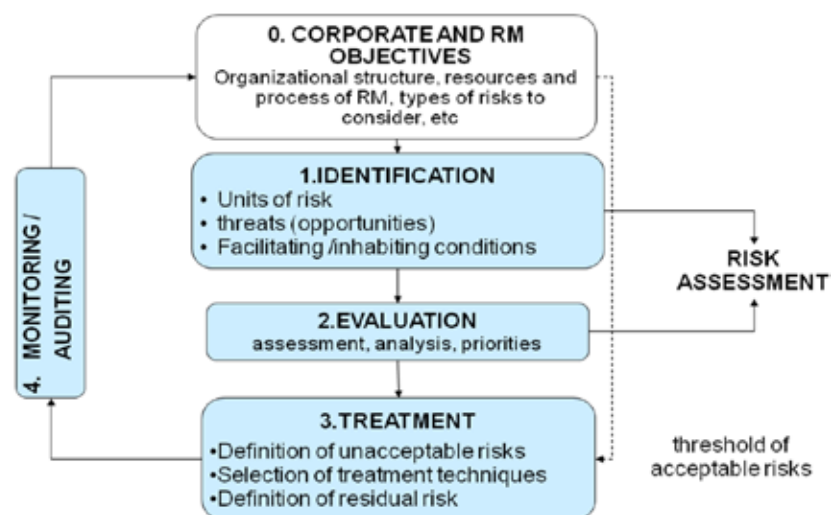 0. CORPORATE AND RM
OBJECTIVES
Organizational structure, resources and
process of RM, types of risks to
consider, etc
1.IDENTIFICATION
• Units of risk
• threats (opportunities)
• Facilitating /inhabiting conditions
RISK
ASSESSMENT
4. MONITORING /
AUDITING
2.EVALUATION
assessment, analysis, priorities
3.TREATMENT
•Definition of unacceptable risks
•Selection of treatment techniques
•Definition of residual risk
threshold of
acceptable risks